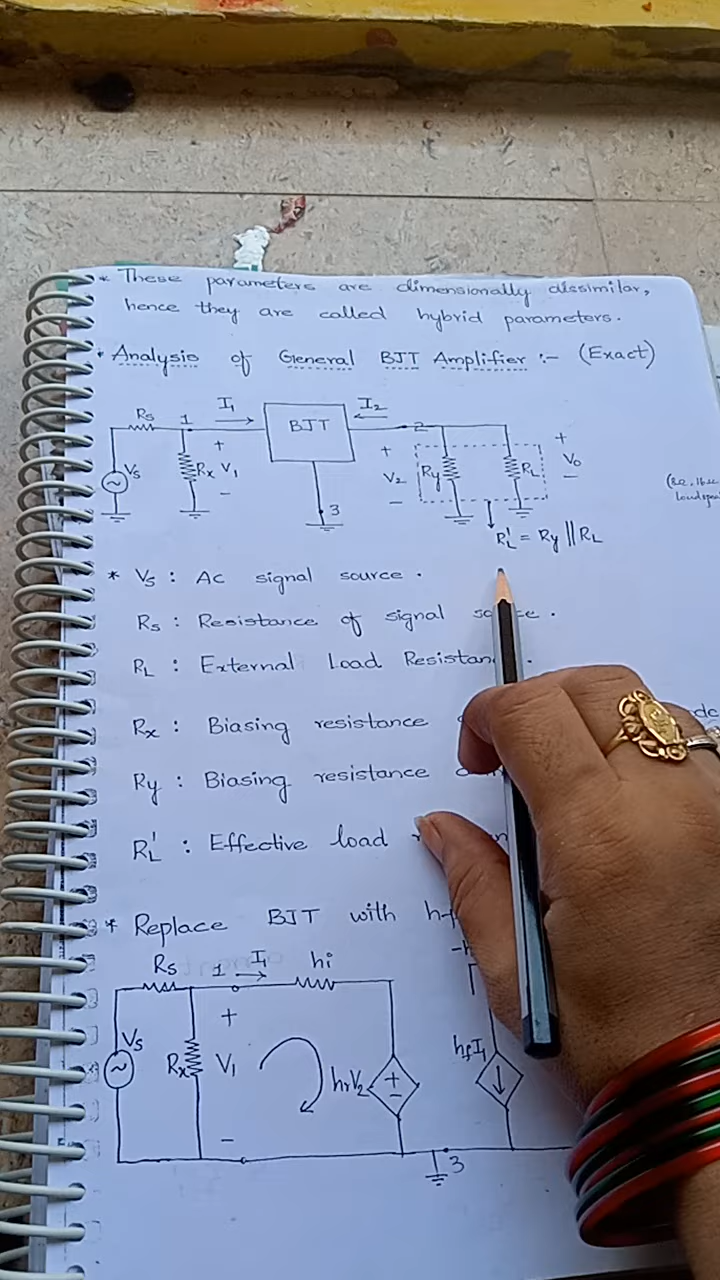 * These parameters are dimensionally dissimilar,
hence they are called hybrid parameters.
* Analysis of General BJT Amplifier :- (Exact)
Rs 1 I1 BJT I2 2
Vs Rx + V1 - + V2 - Ry RL + Vo -
3
RL' = Ry || RL
* Vs : Ac signal source.
Rs : Resistance of signal
RL : External Load
Rx : Biasing resistance
Ry : Biasing resistance
RL' : Effective load
* Replace BJT with
Rs 1 I1 hi
Vs Rx + V1 - hrV2 + - hfI1
3